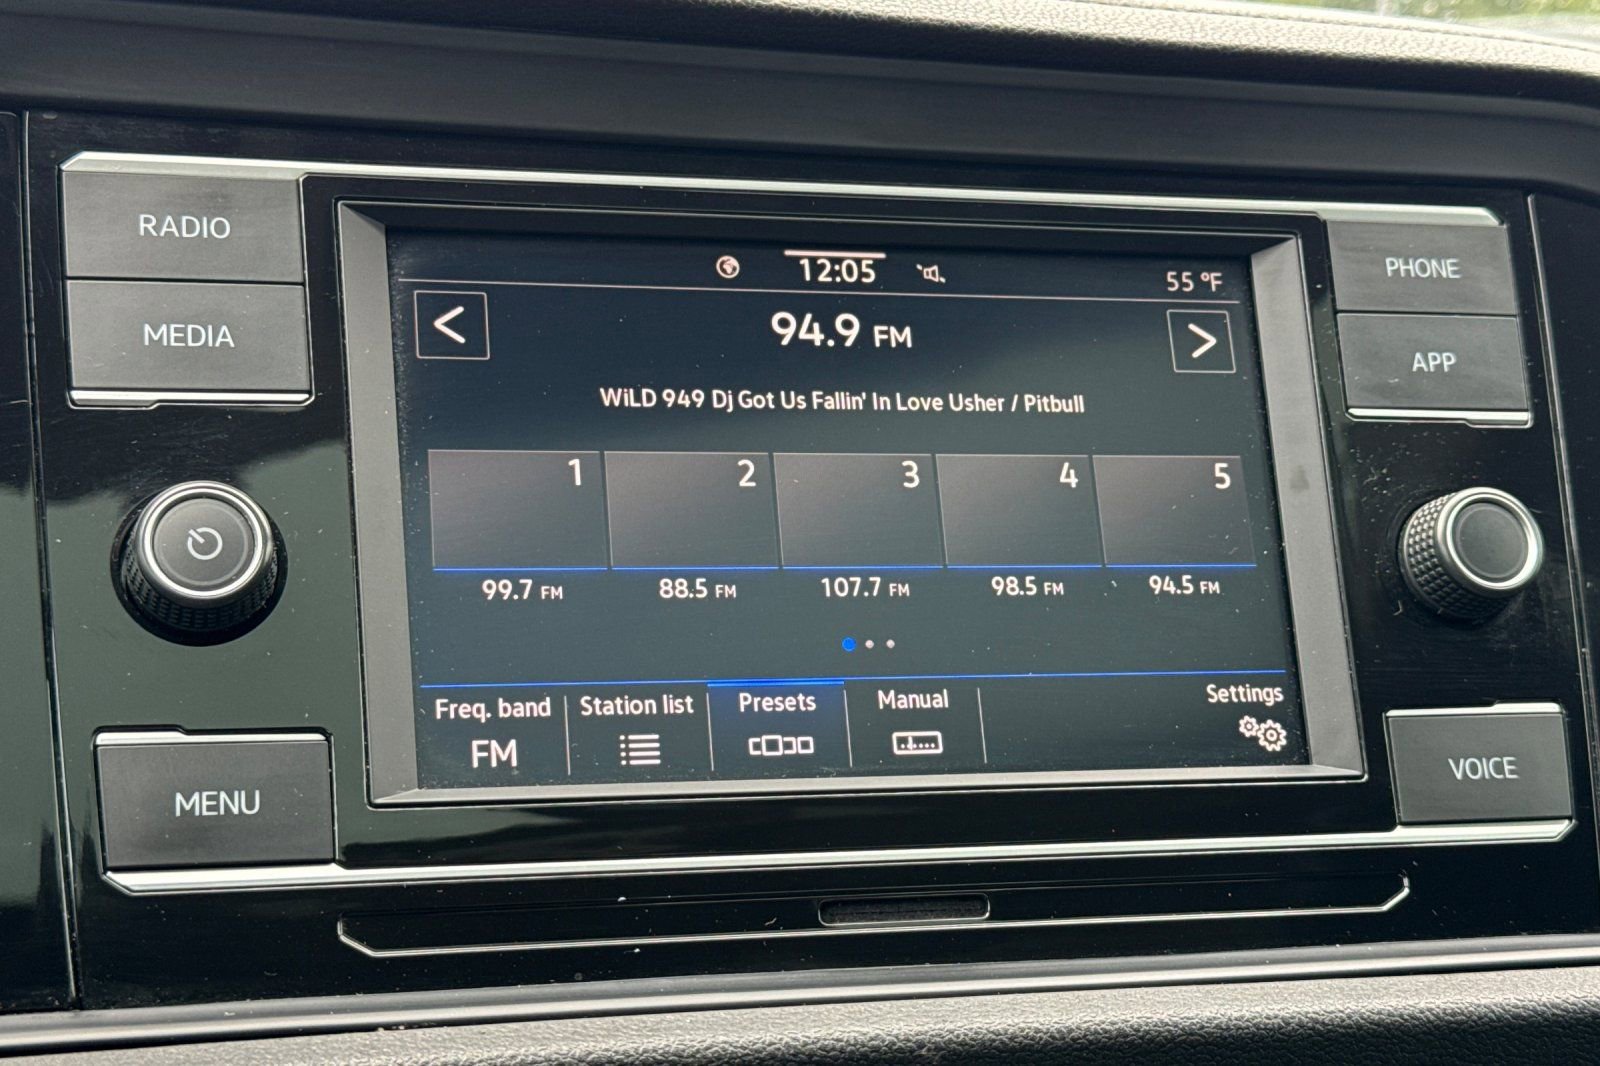 RADIO
MEDIA
MENU
12:05
55 °F
<
94.9 FM
>
WiLD 949 Dj Got Us Fallin' In Love Usher / Pitbull
1 2 3 4 5
99.7 FM 88.5 FM 107.7 FM 98.5 FM 94.5 FM
Freq. band Station list Presets Manual Settings
FM
PHONE
APP
VOICE